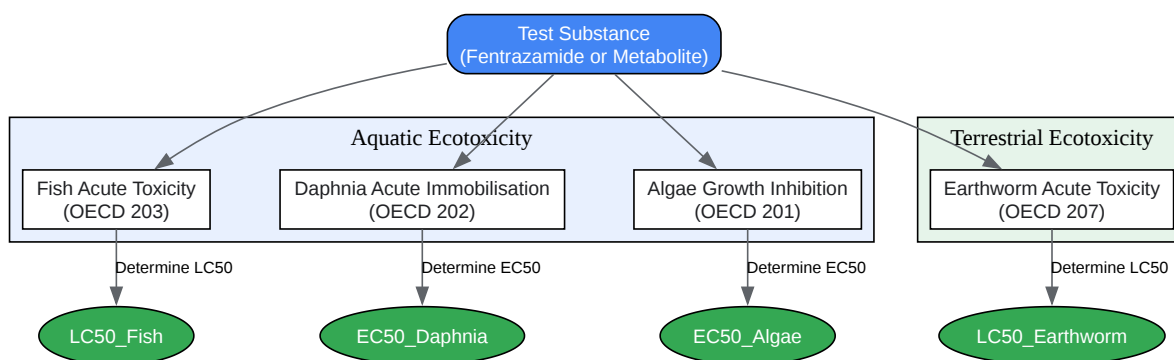 Test Substance
(Fentrazamide or Metabolite)
Aquatic Ecotoxicity
Terrestrial Ecotoxicity
Fish Acute Toxicity
(OECD 203)
Daphnia Acute Immobilisation
(OECD 202)
Algae Growth Inhibition
(OECD 201)
Earthworm Acute Toxicity
(OECD 207)
Determine LC50
Determine EC50
Determine EC50
Determine LC50
LC50_Fish
EC50_Daphnia
EC50_Algae
LC50_Earthworm